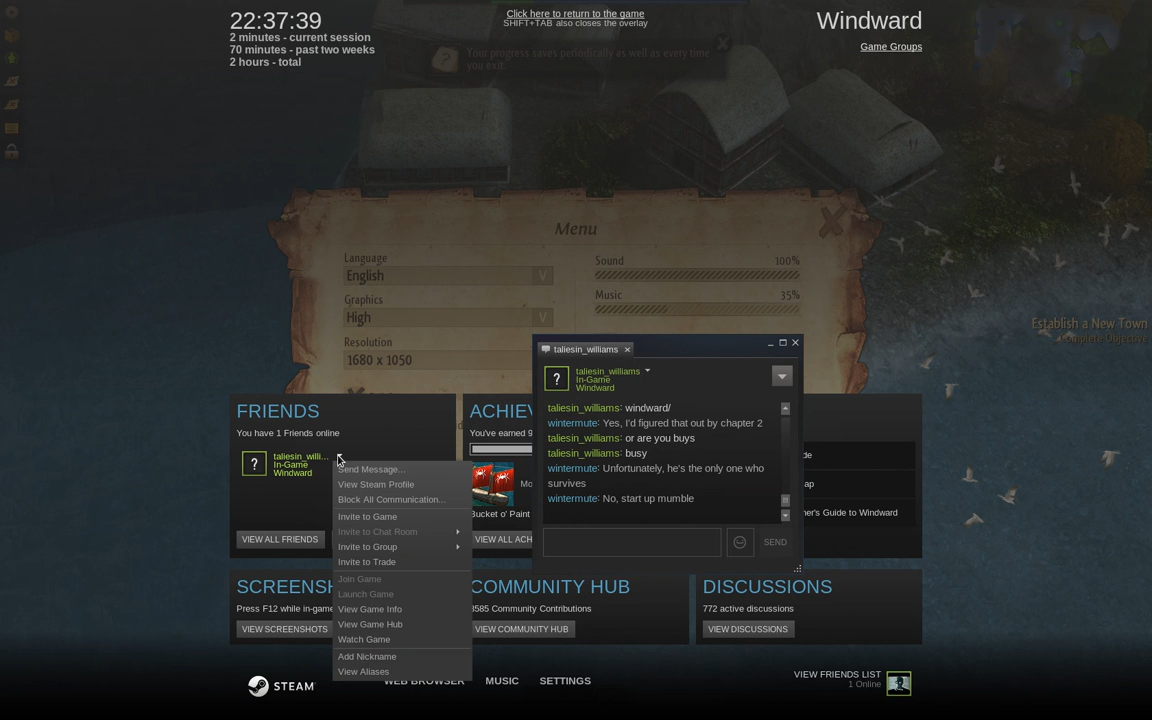 22:37:39
2 minutes - current session
70 minutes - past two weeks
2 hours - total
Click here to return to the game
SHIFT+TAB also closes the overlay
Windward
Game Groups
Your progress saves periodically as well as every time
you exit.
Menu
Language
English
V
Graphics
High
V
Resolution
1680 x 1050
Sound
100%
Music
35%
Establish a New Town
Complete Objective
FRIENDS
You have 1 Friends online
?
taliesin_willi...
In-Game
Windward
VIEW ALL FRIENDS
Send Message...
View Steam Profile
Block All Communication...
Invite to Game
Invite to Chat Room
Invite to Group
Invite to Trade
Join Game
Launch Game
View Game Info
View Game Hub
Watch Game
Add Nickname
View Aliases
ACHIEV
You've earned 9
Mo
Bucket o' Paint
VIEW ALL ACH
taliesin_williams
?
taliesin_williams
In-Game
Windward
taliesin_williams: windward/
wintermute: Yes, I'd figured that out by chapter 2
taliesin_williams: or are you buys
taliesin_williams: busy
wintermute: Unfortunately, he's the only one who
survives
wintermute: No, start up mumble
SEND
de
ap
ner's Guide to Windward
SCREENSH
Press F12 while in-game
VIEW SCREENSHOTS
COMMUNITY HUB
3585 Community Contributions
VIEW COMMUNITY HUB
DISCUSSIONS
772 active discussions
VIEW DISCUSSIONS
STEAM
WEB BROWSER
MUSIC
SETTINGS
VIEW FRIENDS LIST
1 Online